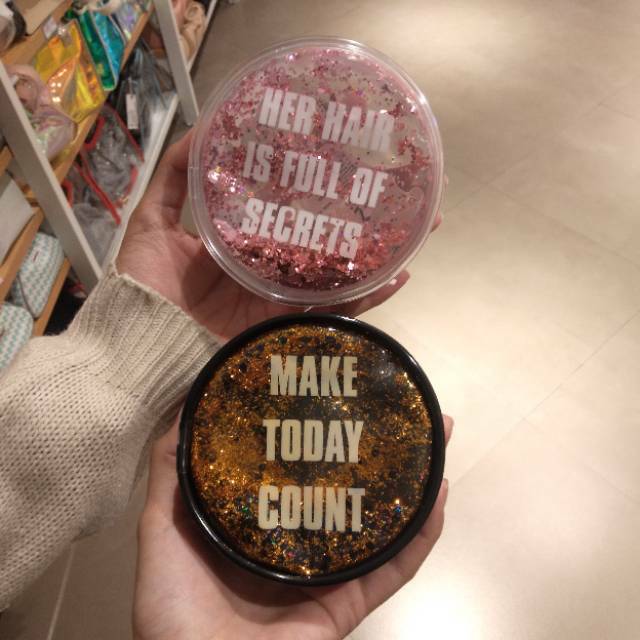 HER HAIR
IS FULL OF
SECRETS
MAKE
TODAY
COUNT